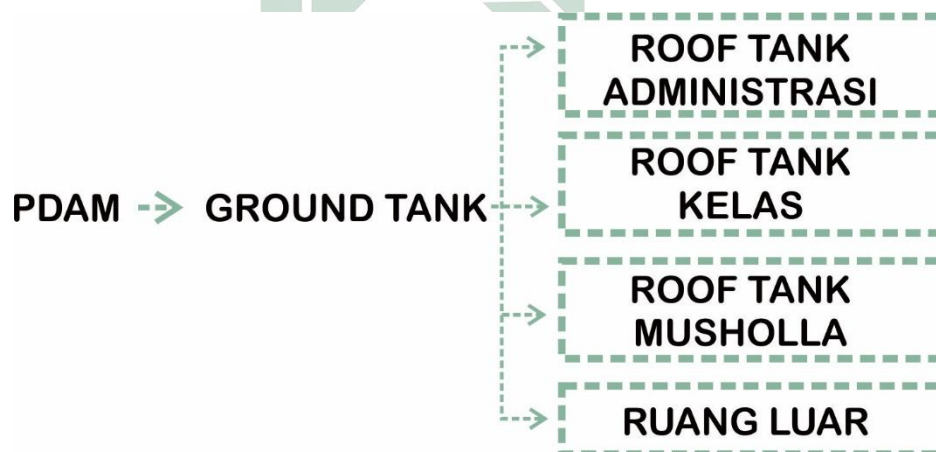 ROOF TANK
ADMINISTRASI
PDAM
GROUND TANK
ROOF TANK
KELAS
ROOF TANK
MUSHOLLA
RUANG LUAR